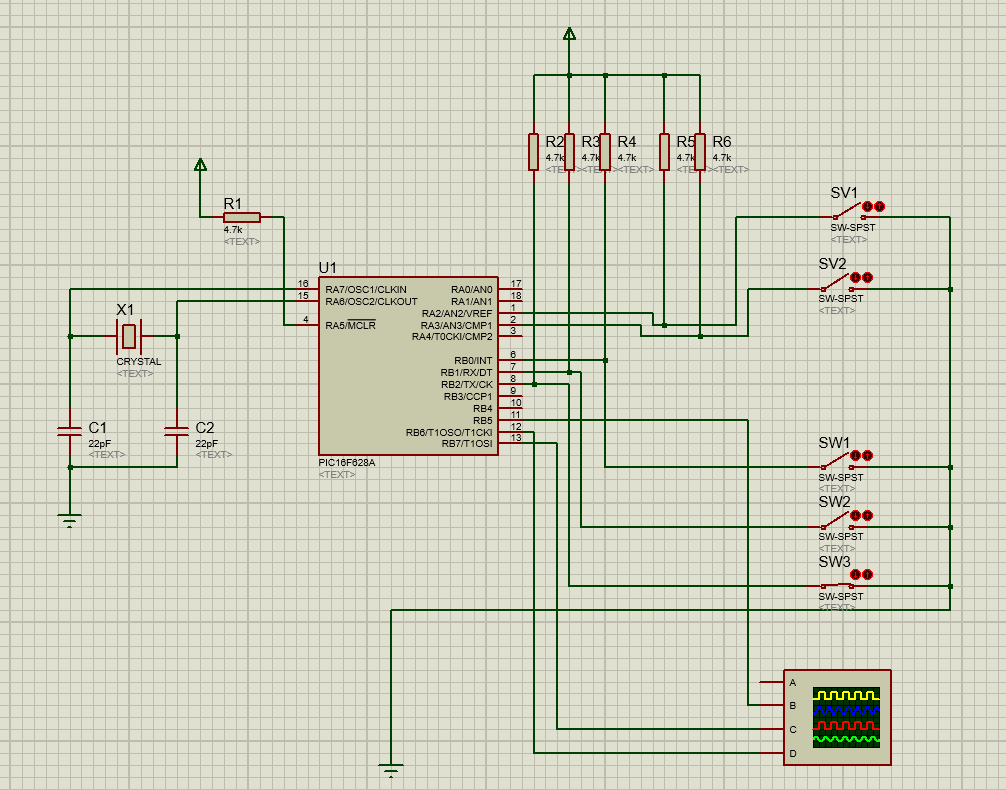 R2 R3 R4 R5 R6
4.7k 4.7k 4.7k 4.7k 4.7k
<TEXT> <TEXT> <TEXT> <TEXT> <TEXT>
SV1
SW-SPST
<TEXT>
R1
4.7k
<TEXT>
SV2
SW-SPST
<TEXT>
U1
16 RA7/OSC1/CLKIN RA0/AN0 17
15 RA6/OSC2/CLKOUT RA1/AN1 18
RA2/AN2/VREF 1
4 RA5/MCLR RA3/AN3/CMP1 2
RA4/T0CKI/CMP2 3
RB0/INT 6
RB1/RX/DT 7
RB2/TX/CK 8
RB3/CCP1 9
RB4 10
RB5 11
RB6/T1OSO/T1CKI 12
RB7/T1OSI 13
PIC16F628A
<TEXT>
X1
CRYSTAL
<TEXT>
C1
22pF
<TEXT>
C2
22pF
<TEXT>
SW1
SW-SPST
<TEXT>
SW2
SW-SPST
<TEXT>
SW3
SW-SPST
<TEXT>
A
B
C
D